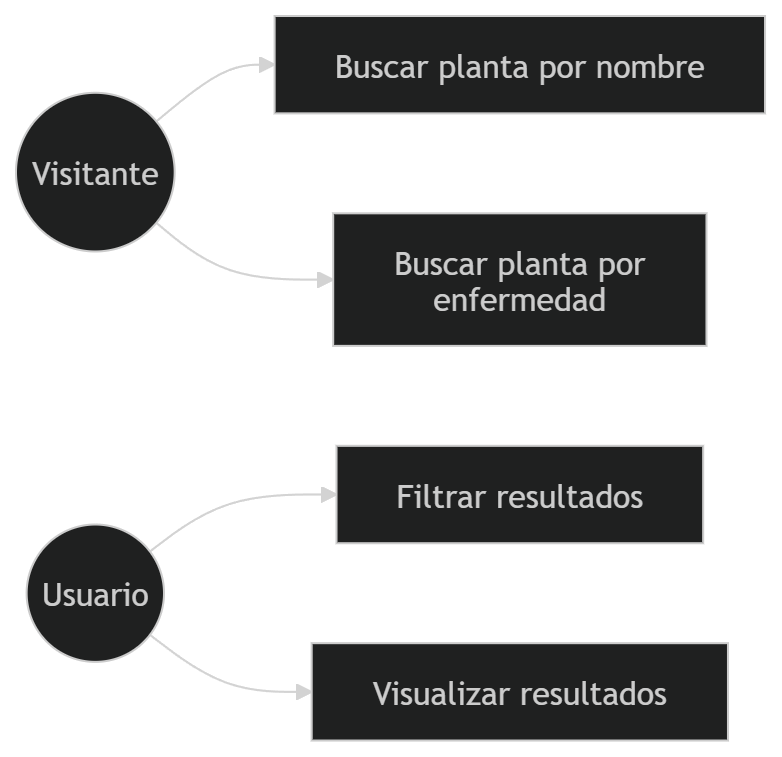 Buscar planta por nombre
Visitante
Buscar planta por
enfermedad
Filtrar resultados
Usuario
Visualizar resultados